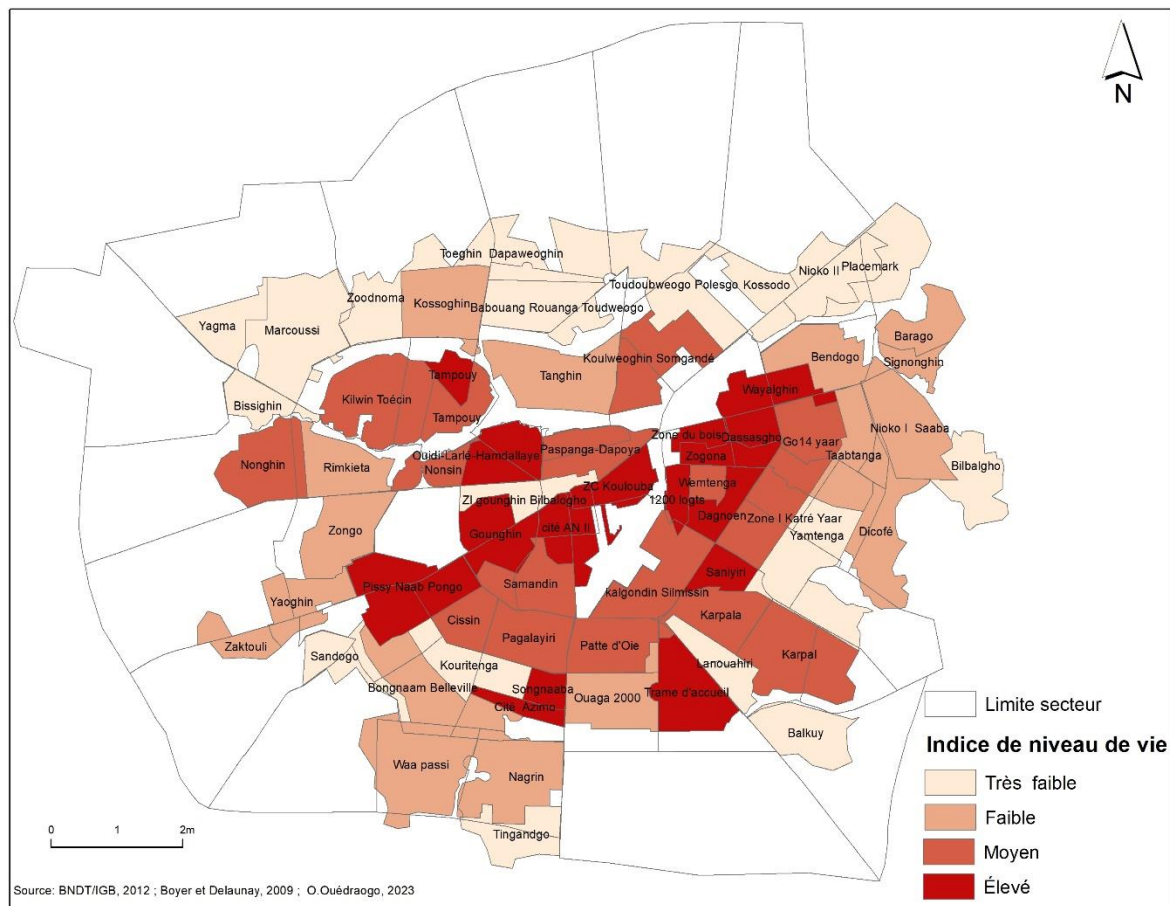 N
Toeghin Dapaweoghin
Nioko II
Placemark
Toudoubweogo Polesgo Kossodo
Zoodnoma
Kossoghin
Babouang Rouanga Toudweogo
Yagma
Marcoussi
Barago
Signonghin
Koulweoghin Somgandé
Bendogo
Tampouy
Tanghin
Wayalghin
Bissighin
Kilwin Toécin
Tampouy
Nioko I Saaba
Zone du bois
Dassasgho
Go14 yaar
Ouidi-Larlé-Hamdallaye
Paspanga-Dapoya
Nonsin
Zogona
Taabtanga
Bilbalgho
Nonghin
Rimkieta
Wemtenga
ZC Koulouba
ZI gounghin Bilbalogho
1200 logts
Dagnoen
Zone I Katré Yaar
Zongo
Gounghin
cité AN II
Yamtenga
Dicofé
Saniyiri
Pissy Naab Pongo
Samandin
kalgondin Silmissin
Yaoghin
Cissin
Karpala
Pagalayiri
Patte d'Oie
Karpal
Zaktouli
Sandogo
Kouritenga
Lanouahiri
Bongnaam Belleville
Songnaaba
Trame d'accueil
Cité Azimo
Ouaga 2000
Balkuy
Waa passi
Nagrin
Tingandgo
Limite secteur
Indice de niveau de vie
Très faible
Faible
Moyen
Élevé
0 1 2m
Source: BNDT/IGB, 2012 ; Boyer et Delaunay, 2009 ; O.Ouédraogo, 2023